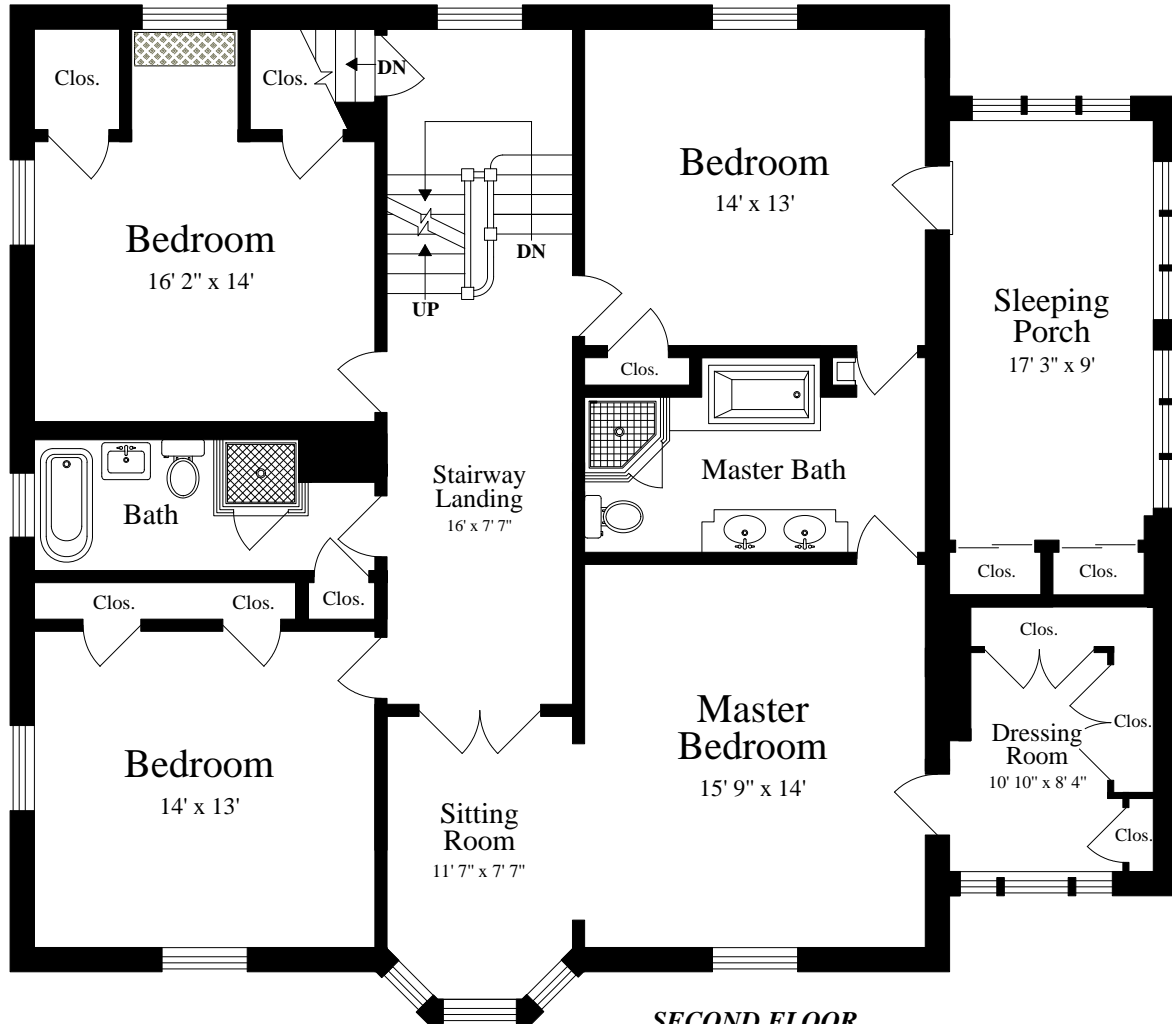 Clos.
Clos.
DN
Bedroom
16' 2" x 14'
DN
UP
Bedroom
14' x 13'
Sleeping
Porch
17' 3" x 9'
Clos.
Bath
Stairway
Landing
16' x 7' 7"
Master Bath
Clos.
Clos.
Clos.
Clos.
Clos.
Clos.
Bedroom
14' x 13'
Sitting
Room
11' 7" x 7' 7"
Master
Bedroom
15' 9" x 14'
Dressing
Room
10' 10" x 8' 4"
Clos.
Clos.
SECOND FLOOR